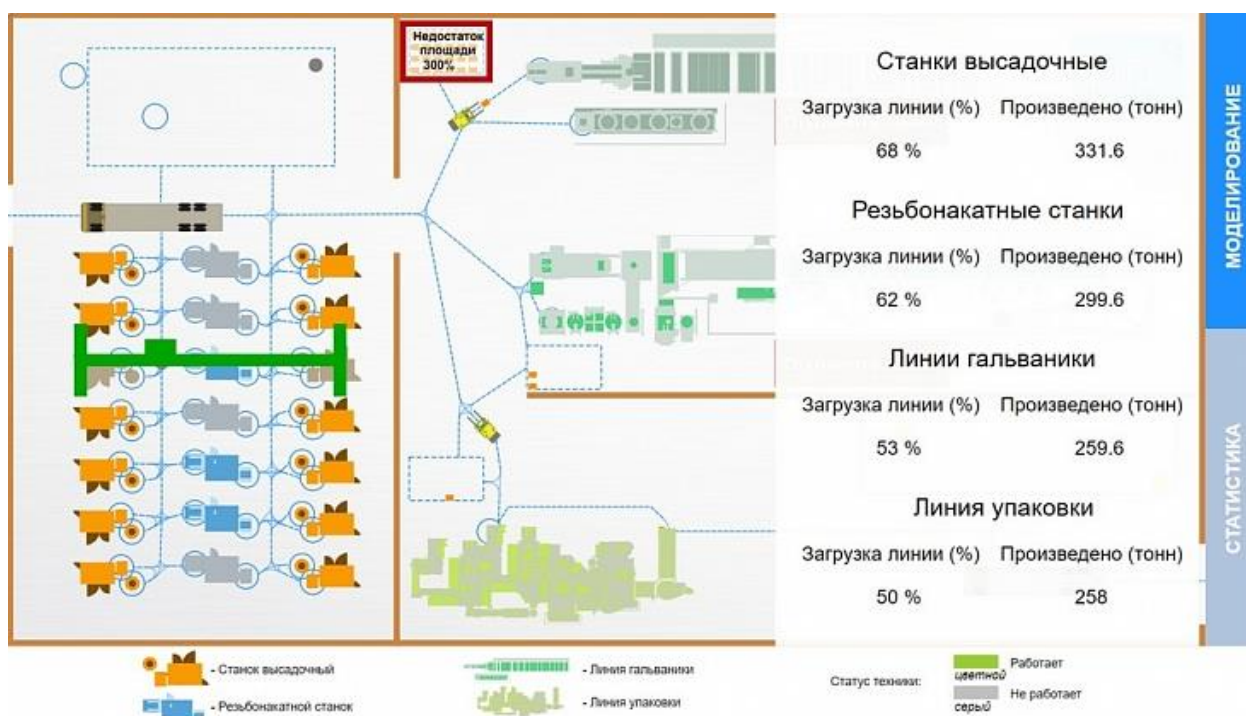 Недостаток
площади
300%
Станки высадочные
Загрузка линии (%) Произведено (тонн)
68 % 331.6
Резьбонакатные станки
Загрузка линии (%) Произведено (тонн)
62 % 299.6
Линии гальваники
Загрузка линии (%) Произведено (тонн)
53 % 259.6
Линия упаковки
Загрузка линии (%) Произведено (тонн)
50 % 258
МОДЕЛИРОВАНИЕ
СТАТИСТИКА
- Станок высадочный
- Резьбонакатной станок
- Линия гальваники
- Линия упаковки
Статус техники:
Работает
цветной
Не работает
серый